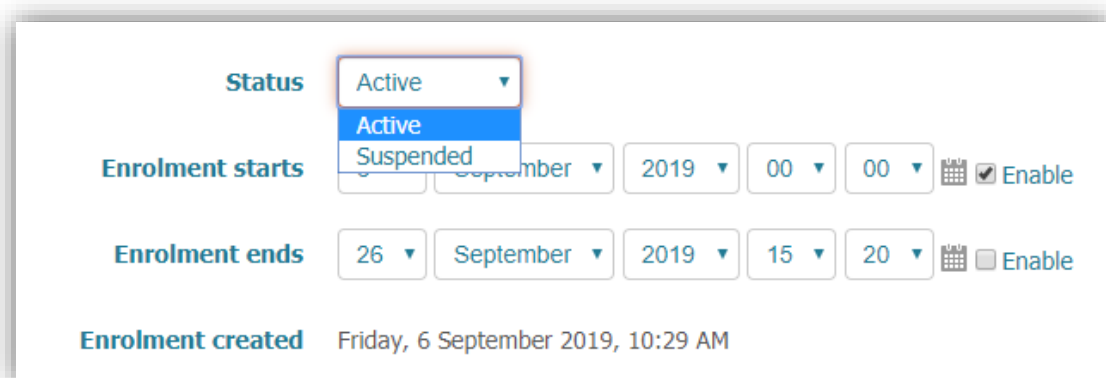 Status Active
Active
Suspended
Enrolment starts September 2019 00 00 Enable
Enrolment ends 26 September 2019 15 20 Enable
Enrolment created Friday, 6 September 2019, 10:29 AM